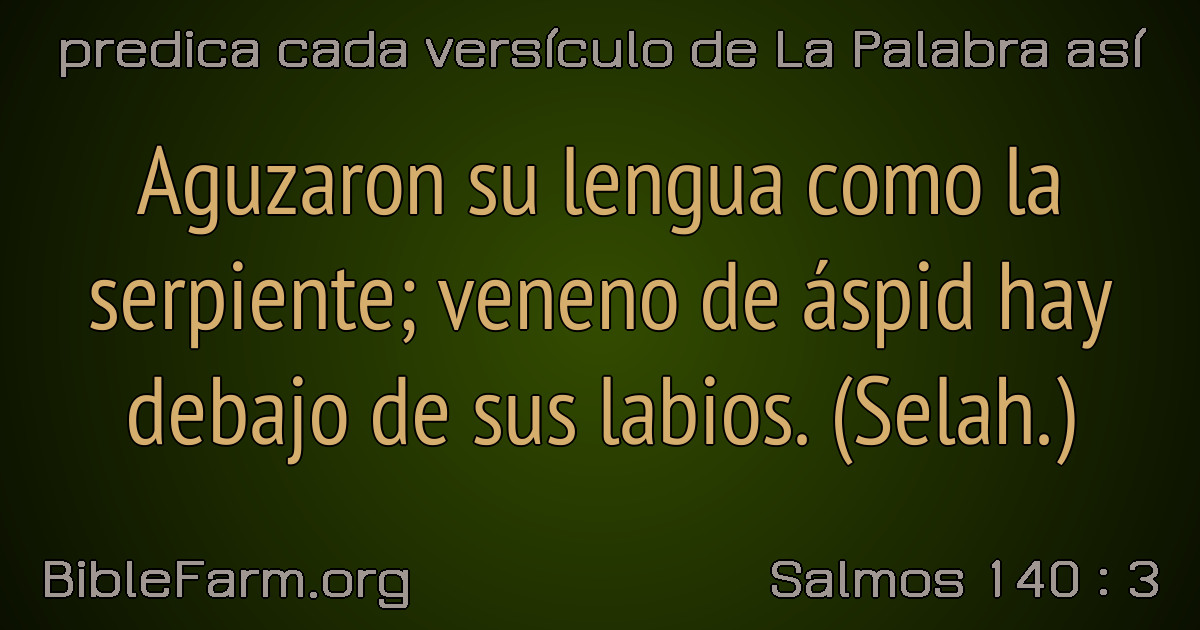 predica cada versículo de La Palabra así
Aguzaron su lengua como la
serpiente; veneno de áspid hay
debajo de sus labios. (Selah.)
BibleFarm.org
Salmos 140 : 3